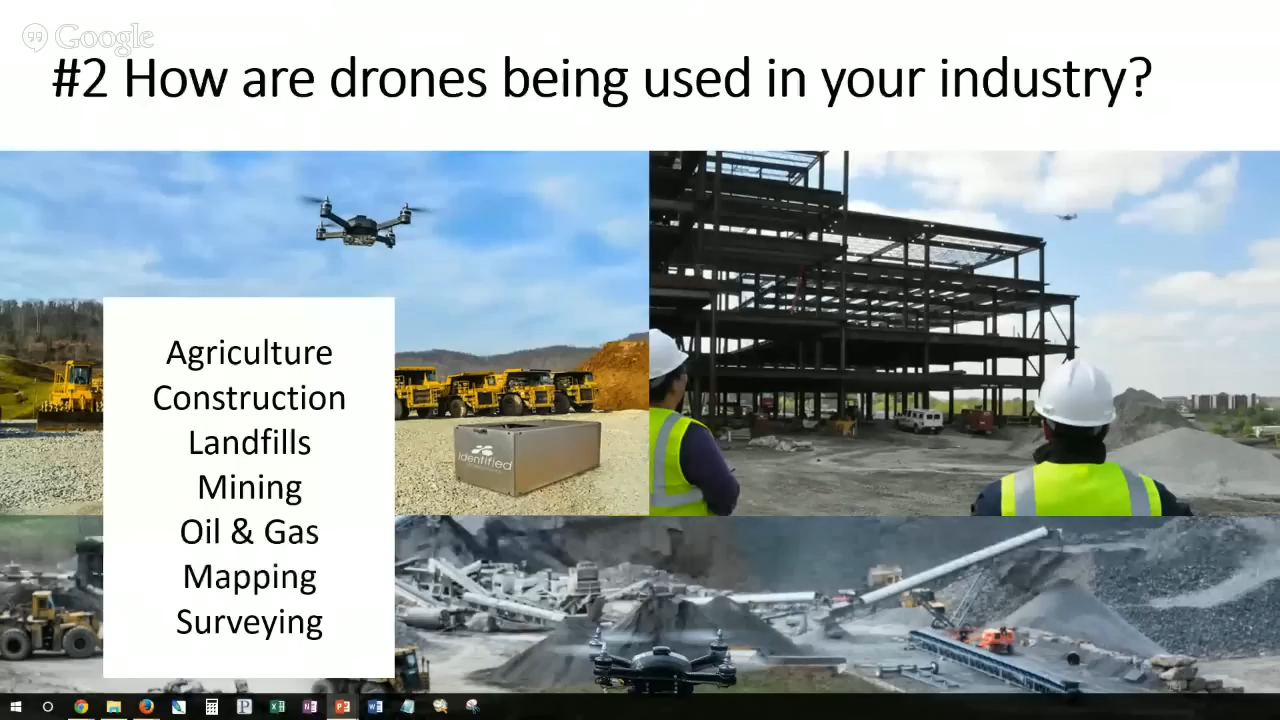 Google
#2 How are drones being used in your industry?
Agriculture
Construction
Landfills
Mining
Oil & Gas
Mapping
Surveying
identified